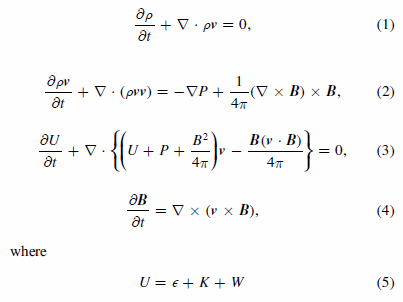 ∂ρ/∂t + ∇ · ρv = 0, (1)
∂ρv/∂t + ∇ · (ρvv) = −∇P + 1/4π (∇ × B) × B, (2)
∂U/∂t + ∇ · {(U + P + B²/4π) v − B(v · B)/4π} = 0, (3)
∂B/∂t = ∇ × (v × B), (4)
where
U = ϵ + K + W (5)